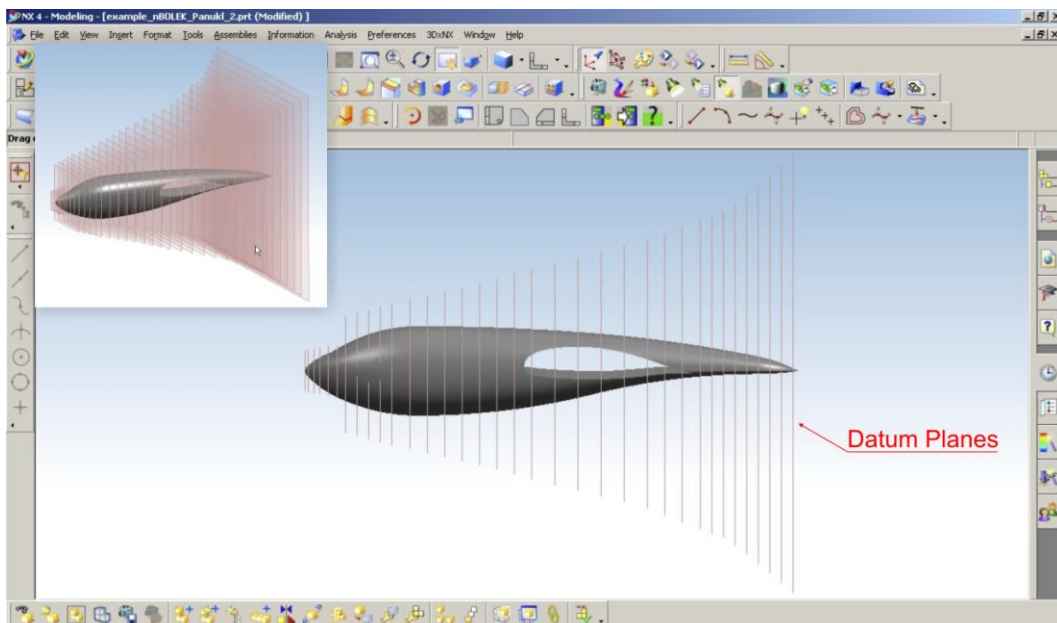 NX 4 - Modeling - [example_nBOLEK_Panukl_2.prt (Modified) ]
File Edit View Insert Format Tools Assemblies Information Analysis Preferences 3DxNX Window Help
Drag
Datum Planes